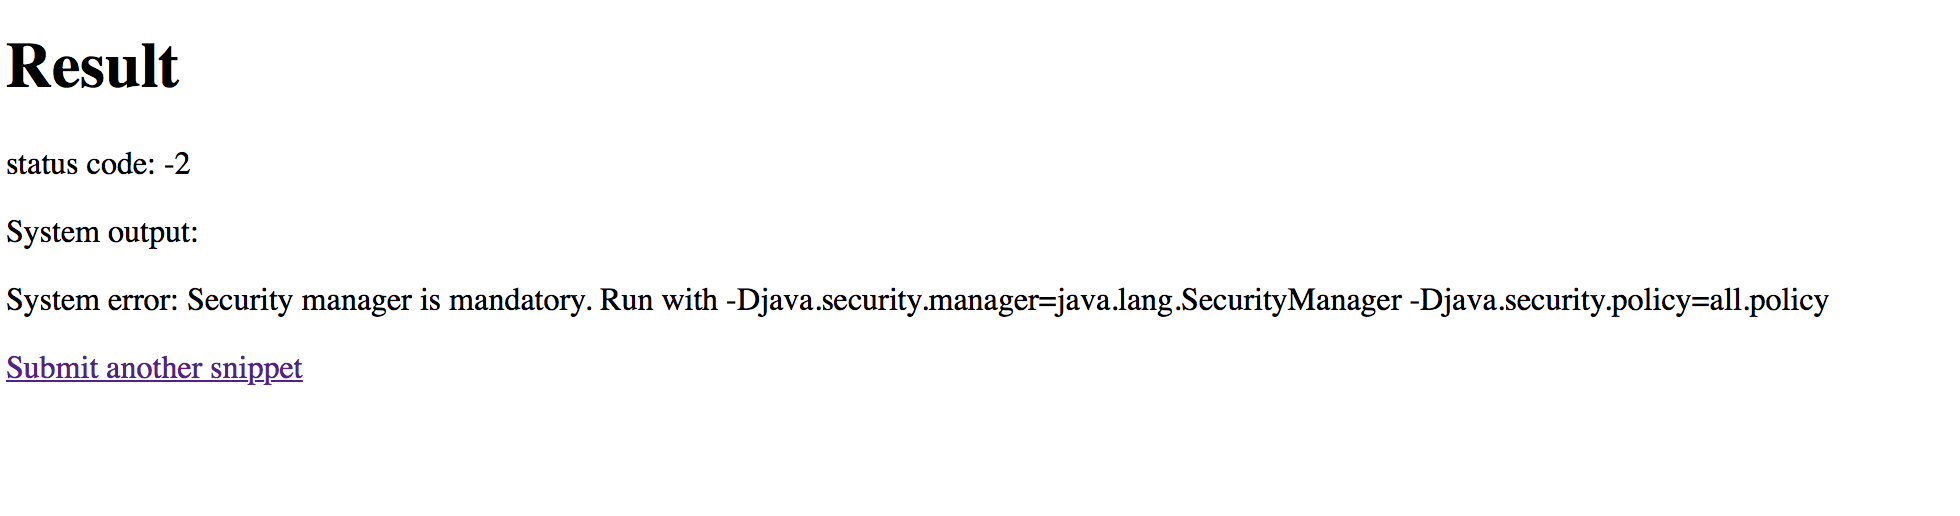 Result
status code: -2
System output:
System error: Security manager is mandatory. Run with -Djava.security.manager=java.lang.SecurityManager -Djava.security.policy=all.policy
Submit another snippet